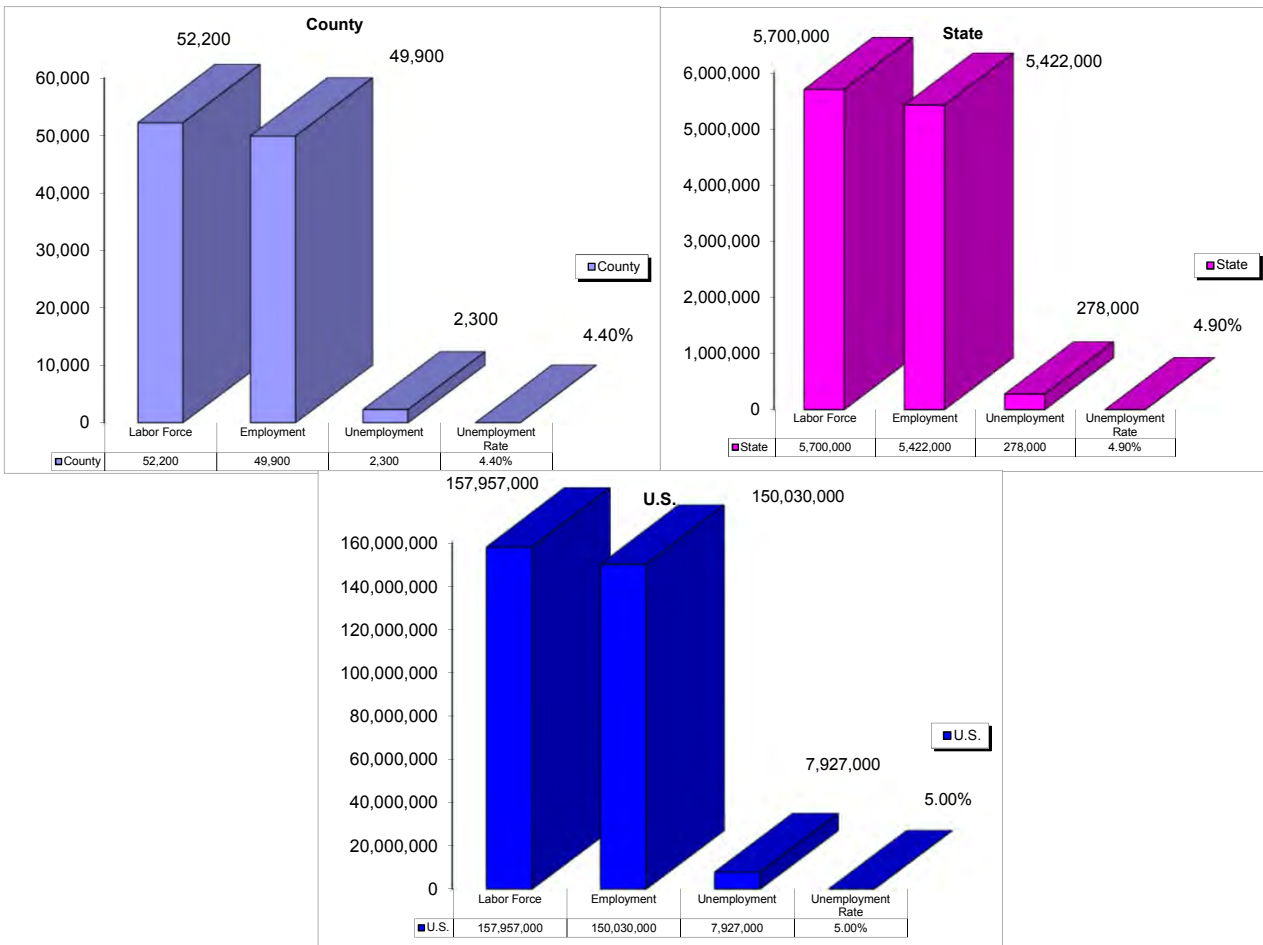 County
52,200
49,900
60,000
50,000
40,000
30,000
20,000
10,000
0
2,300
4.40%
County
Labor Force Employment Unemployment Unemployment
Rate
County 52,200 49,900 2,300 4.40%
State
5,700,000
5,422,000
6,000,000
5,000,000
4,000,000
3,000,000
2,000,000
1,000,000
0
278,000
4.90%
State
Labor Force Employment Unemployment Unemployment
Rate
State 5,700,000 5,422,000 278,000 4.90%
U.S.
157,957,000
150,030,000
160,000,000
140,000,000
120,000,000
100,000,000
80,000,000
60,000,000
40,000,000
20,000,000
0
7,927,000
5.00%
U.S.
Labor Force Employment Unemployment Unemployment
Rate
U.S. 157,957,000 150,030,000 7,927,000 5.00%